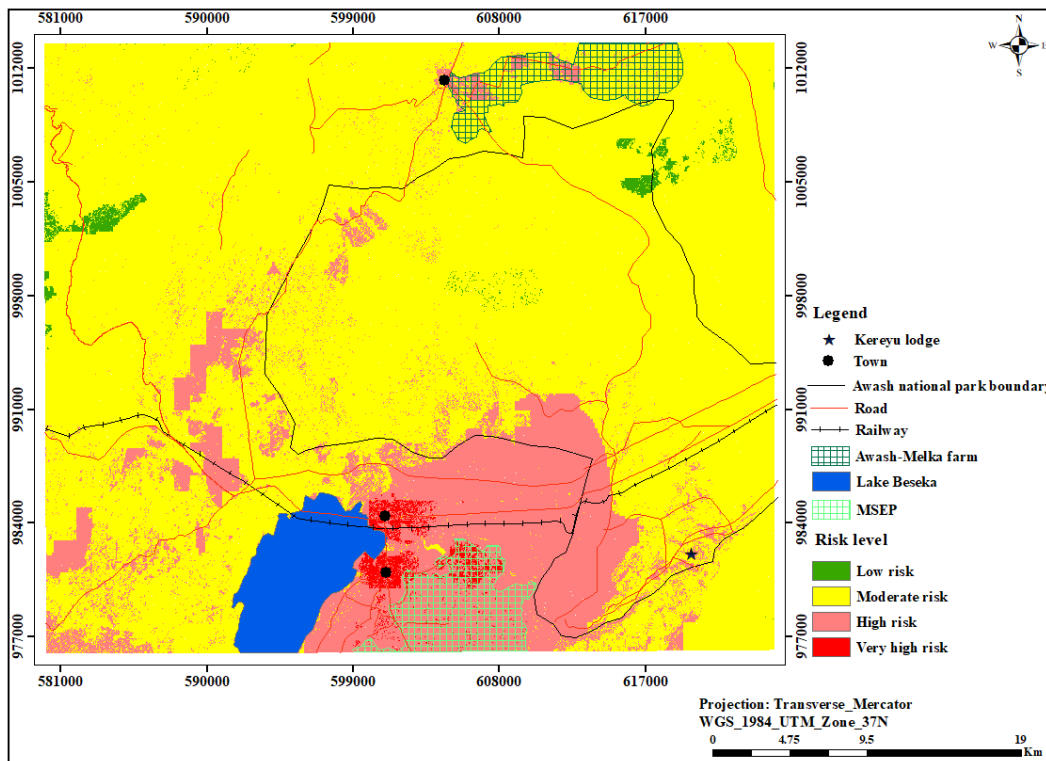 581000 590000 599000 608000 617000
N
W E
S
1012000 1012000
1005000 1005000
998000 998000
991000 991000
984000 984000
977000 977000
581000 590000 599000 608000 617000
Legend
Kereyu lodge
Town
Awash national park boundary
Road
Railway
Awash-Melka farm
Lake Beseka
MSEP
Risk level
Low risk
Moderate risk
High risk
Very high risk
Projection: Transverse_Mercator
WGS_1984_UTM_Zone_37N
0 4.75 9.5 19
Km